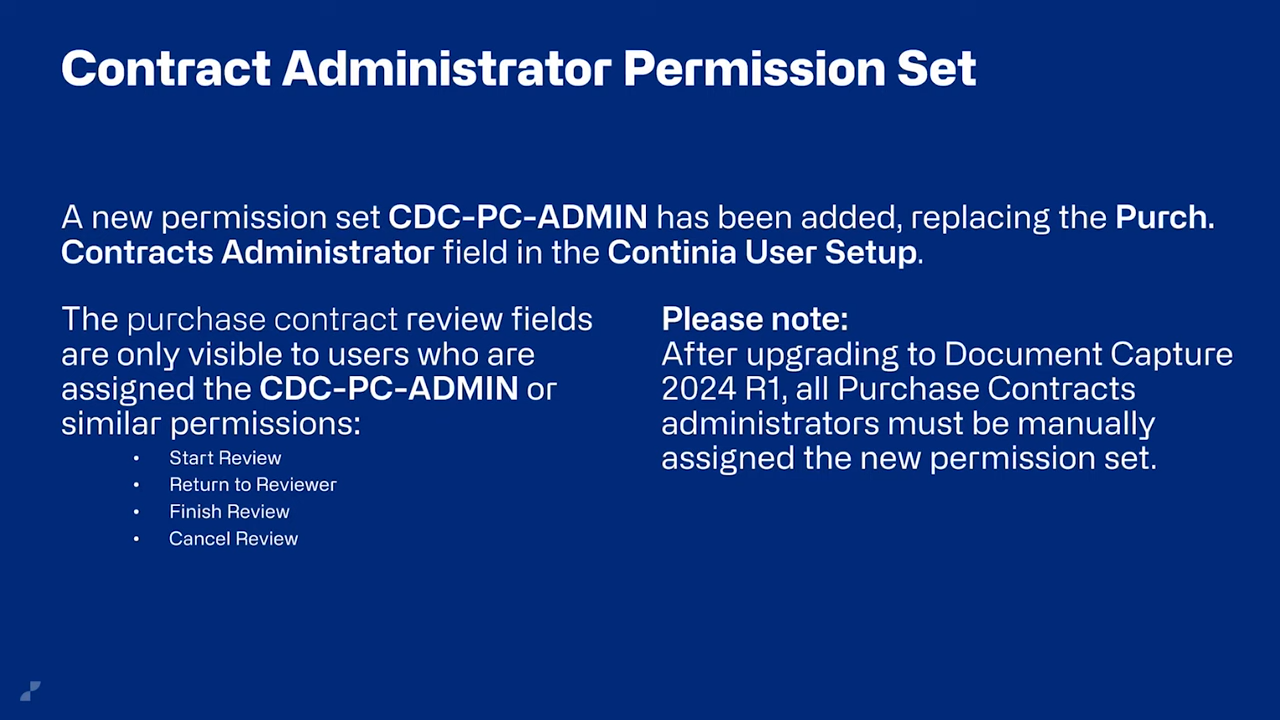 Contract Administrator Permission Set
A new permission set CDC-PC-ADMIN has been added, replacing the Purch.
Contracts Administrator field in the Continia User Setup.
The purchase contract review fields
are only visible to users who are
assigned the CDC-PC-ADMIN or
similar permissions:
• Start Review
• Return to Reviewer
• Finish Review
• Cancel Review
Please note:
After upgrading to Document Capture
2024 R1, all Purchase Contracts
administrators must be manually
assigned the new permission set.